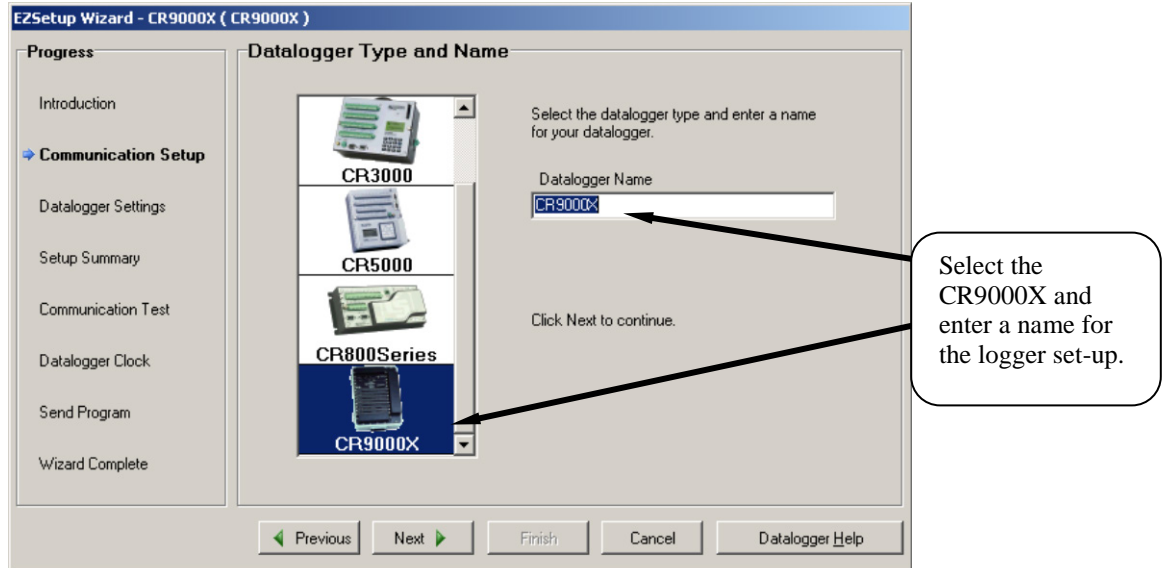 EZSetup Wizard - CR9000X ( CR9000X )
Progress
Introduction
Communication Setup
Datalogger Settings
Setup Summary
Communication Test
Datalogger Clock
Send Program
Wizard Complete
Datalogger Type and Name
CR3000
CR5000
CR800Series
CR9000X
Select the datalogger type and enter a name
for your datalogger.
Datalogger Name
CR9000X
Click Next to continue.
Previous
Next
Finish
Cancel
Datalogger Help
Select the
CR9000X and
enter a name for
the logger set-up.